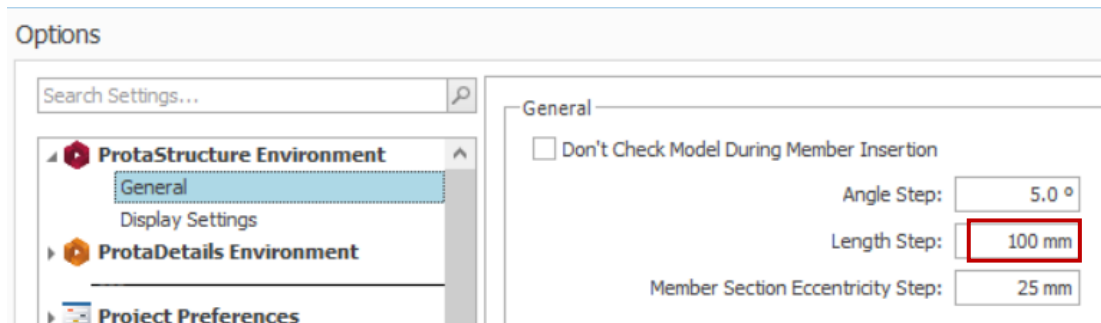 Options
Search Settings...
ProtaStructure Environment
General
Display Settings
ProtaDetails Environment
Project Preferences
General
Don't Check Model During Member Insertion
Angle Step: 5.0 °
Length Step: 100 mm
Member Section Eccentricity Step: 25 mm